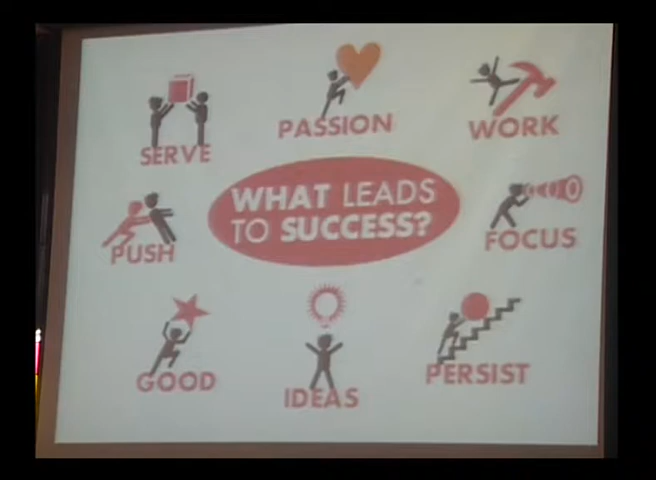 PASSION
WORK
SERVE
WHAT LEADS
TO SUCCESS?
PUSH
FOCUS
GOOD
IDEAS
PERSIST